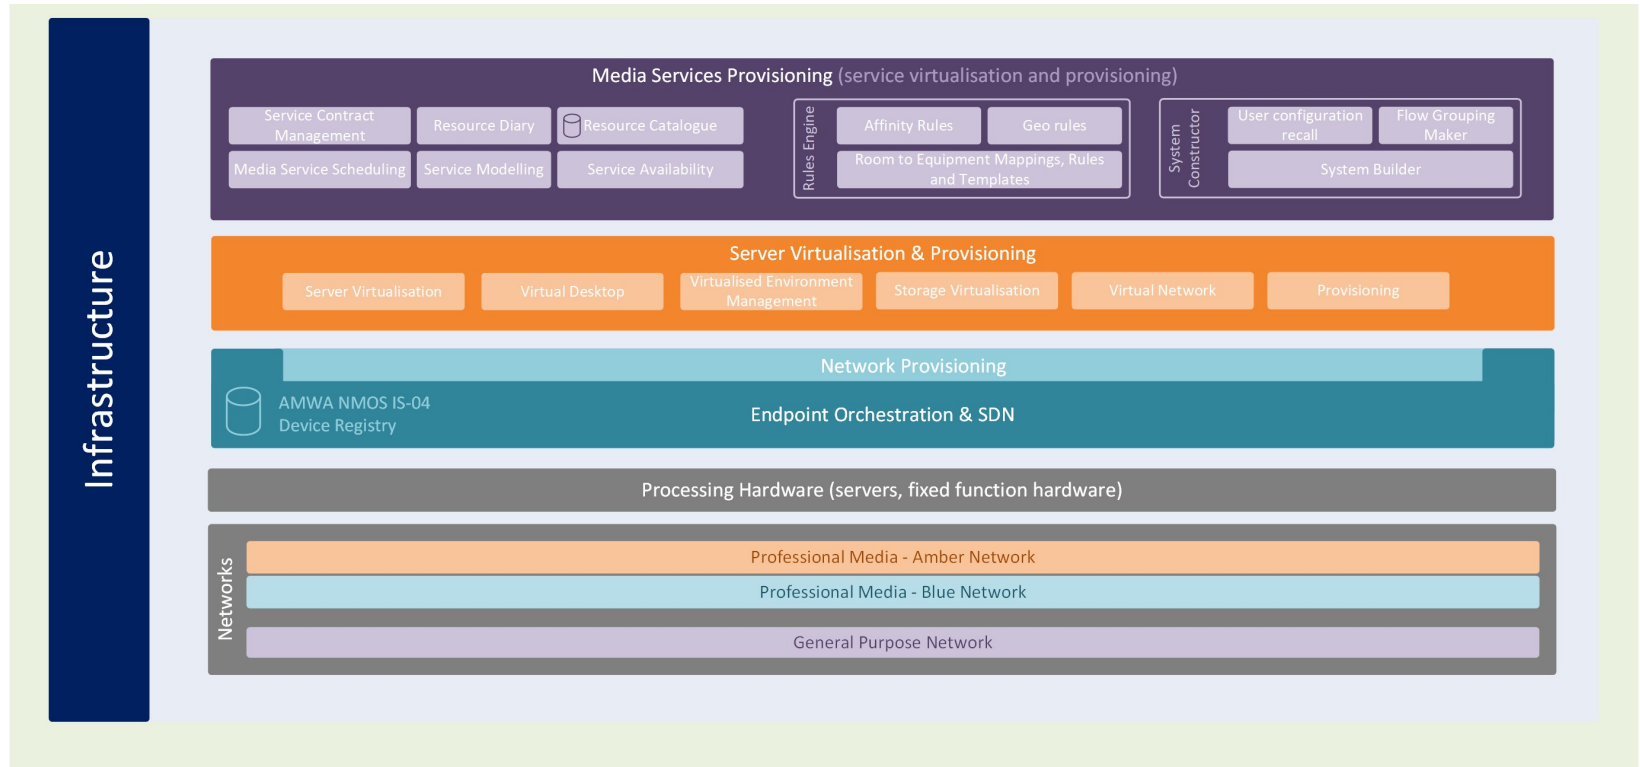 Infrastructure
Media Services Provisioning (service virtualisation and provisioning)
Service Contract
Management
Resource Diary
Resource Catalogue
Media Service Scheduling
Service Modelling
Service Availability
Rules Engine
Affinity Rules
Geo rules
Room to Equipment Mappings, Rules
and Templates
System
Constructor
User configuration
recall
Flow Grouping
Maker
System Builder
Server Virtualisation & Provisioning
Server Virtualisation
Virtual Desktop
Virtualised Environment
Management
Storage Virtualisation
Virtual Network
Provisioning
Network Provisioning
AMWA NMOS IS-04
Device Registry
Endpoint Orchestration & SDN
Processing Hardware (servers, fixed function hardware)
Networks
Professional Media - Amber Network
Professional Media - Blue Network
General Purpose Network